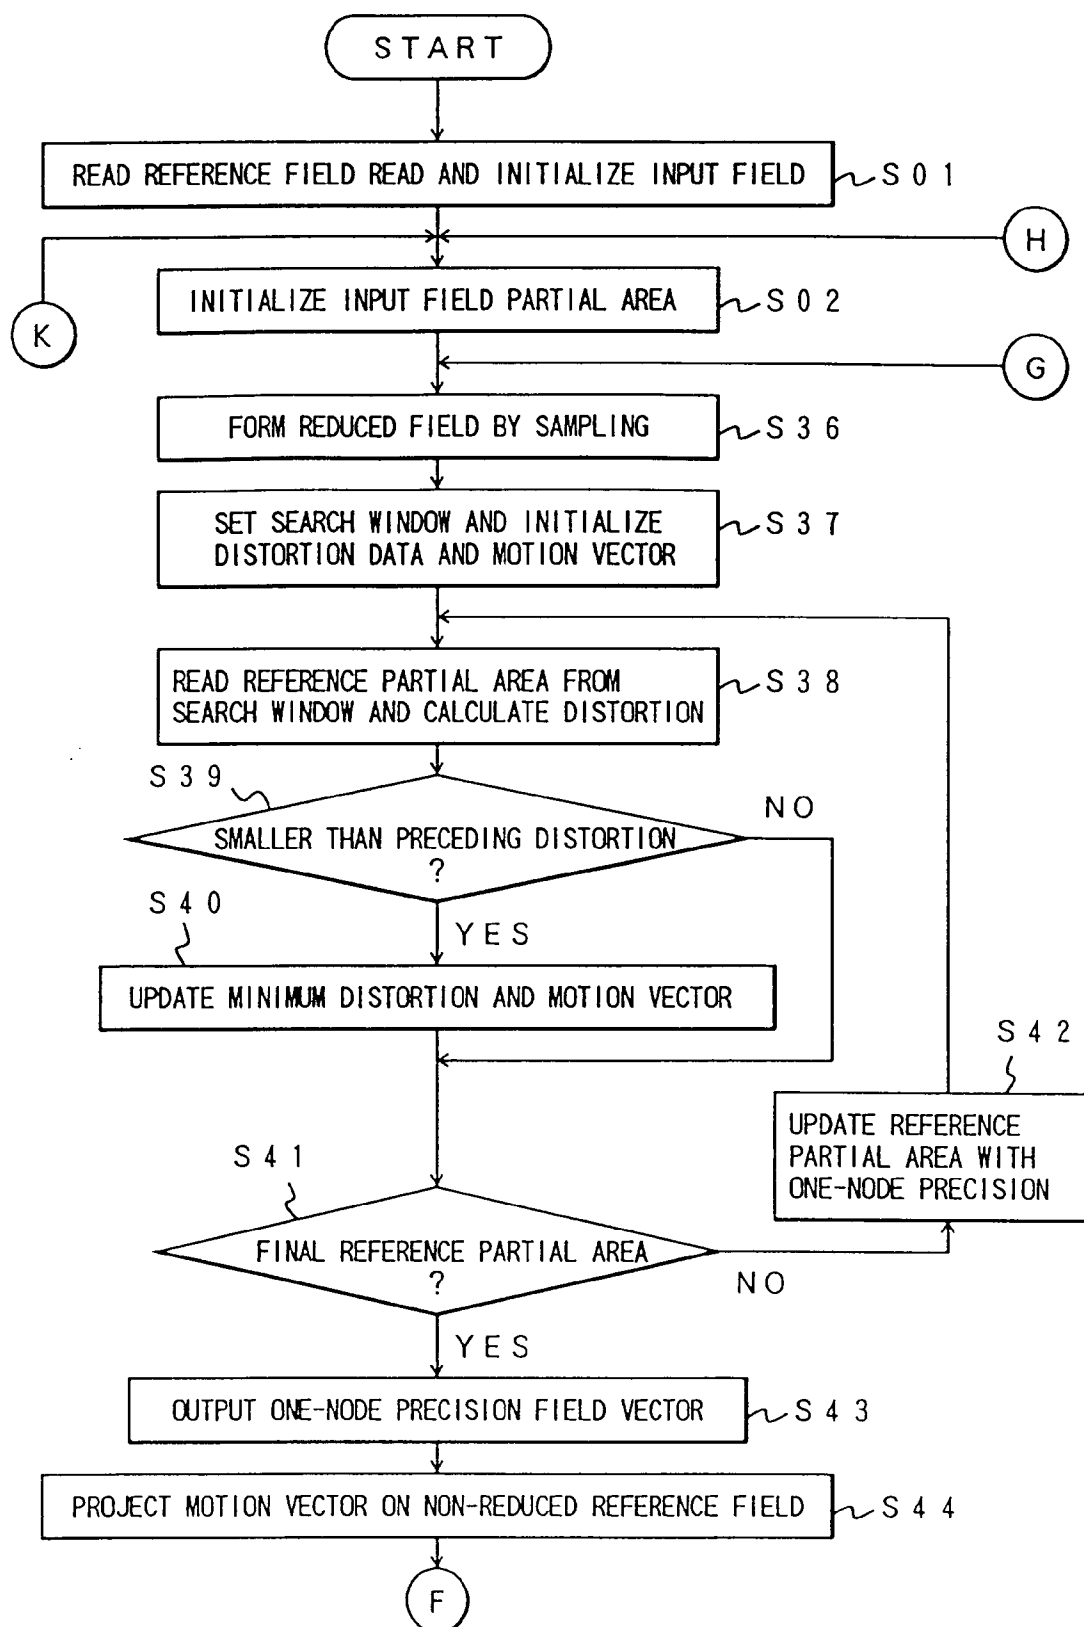 START
READ REFERENCE FIELD READ AND INITIALIZE INPUT FIELD
S01
H
K
INITIALIZE INPUT FIELD PARTIAL AREA
S02
G
FORM REDUCED FIELD BY SAMPLING
S36
SET SEARCH WINDOW AND INITIALIZE
DISTORTION DATA AND MOTION VECTOR
S37
READ REFERENCE PARTIAL AREA FROM
SEARCH WINDOW AND CALCULATE DISTORTION
S38
S39
SMALLER THAN PRECEDING DISTORTION
?
NO
YES
S40
UPDATE MINIMUM DISTORTION AND MOTION VECTOR
S42
UPDATE REFERENCE
PARTIAL AREA WITH
ONE-NODE PRECISION
S41
FINAL REFERENCE PARTIAL AREA
?
NO
YES
OUTPUT ONE-NODE PRECISION FIELD VECTOR
S43
PROJECT MOTION VECTOR ON NON-REDUCED REFERENCE FIELD
S44
F